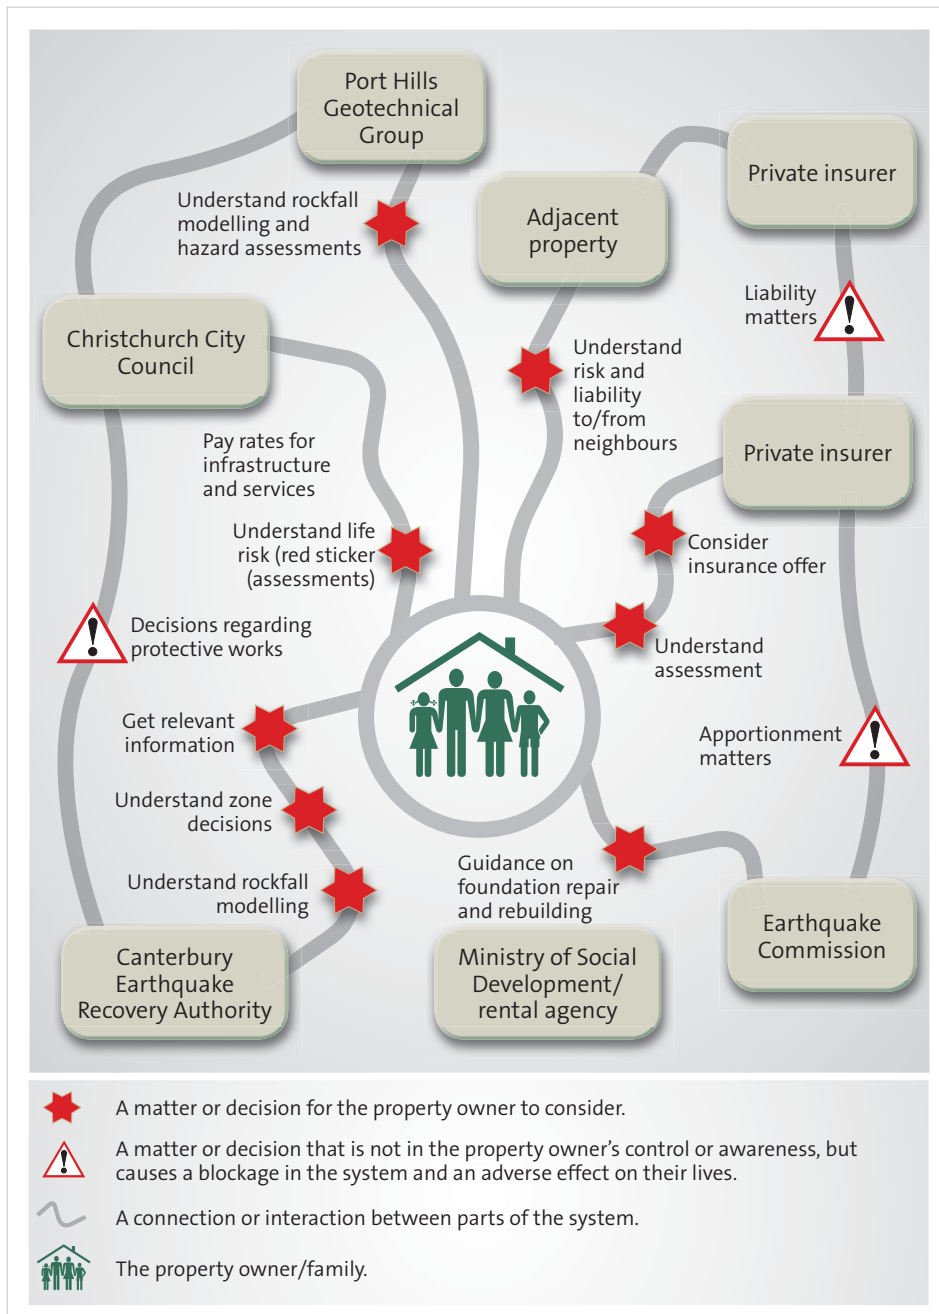 Port Hills
Geotechnical
Group
Private insurer
Understand rockfall
modelling and
hazard assessments
Adjacent
property
Liability
matters
Christchurch City
Council
Understand
risk and
liability
to/from
neighbours
Pay rates for
infrastructure
and services
Private insurer
Understand life
risk (red sticker
(assessments)
Consider
insurance offer
Decisions regarding
protective works
Understand
assessment
Get relevant
information
Apportionment
matters
Understand zone
decisions
Understand rockfall
modelling
Guidance on
foundation repair
and rebuilding
Earthquake
Commission
Canterbury
Earthquake
Recovery Authority
Ministry of Social
Development/
rental agency
A matter or decision for the property owner to consider.
A matter or decision that is not in the property owner’s control or awareness, but
causes a blockage in the system and an adverse effect on their lives.
A connection or interaction between parts of the system.
The property owner/family.